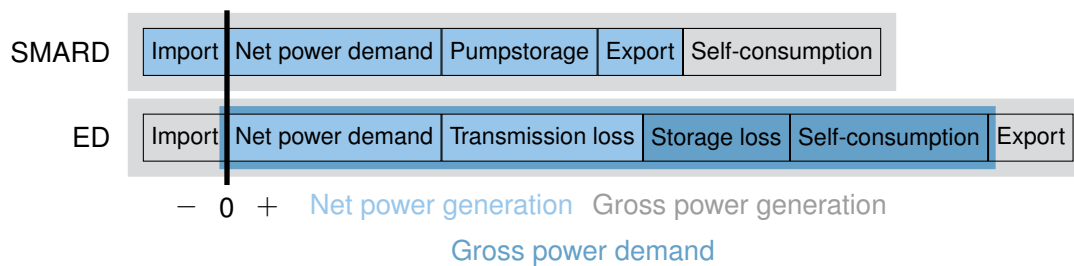 SMARD Import Net power demand Pumpstorage Export Self-consumption
ED Import Net power demand Transmission loss Storage loss Self-consumption Export
− 0 + Net power generation Gross power generation
Gross power demand